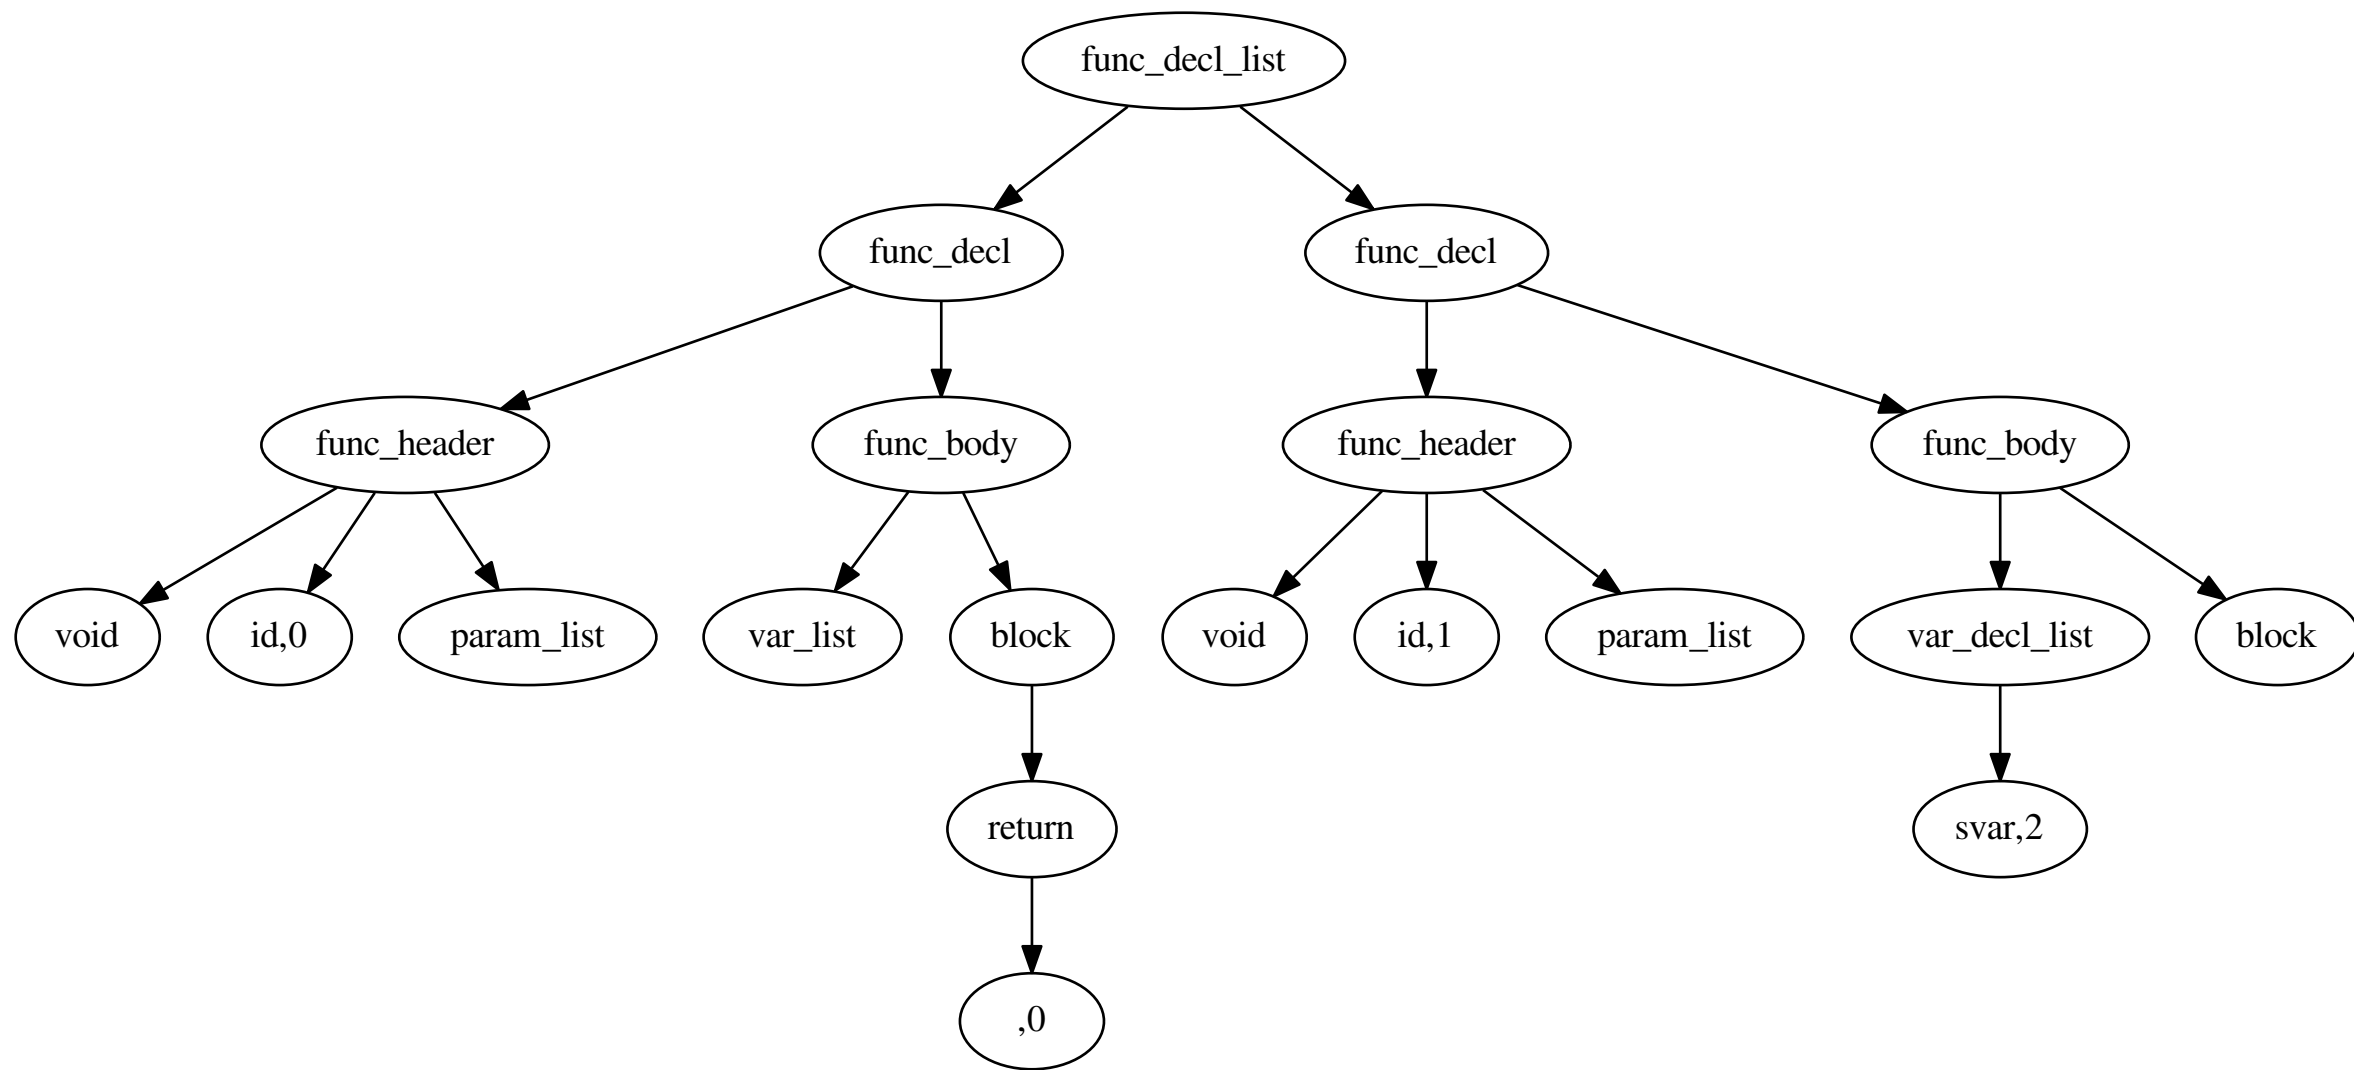 func_decl_list
func_decl
func_decl
func_header
func_body
func_header
func_body
void
id,0
param_list
var_list
block
void
id,1
param_list
var_decl_list
block
return
svar,2
,0